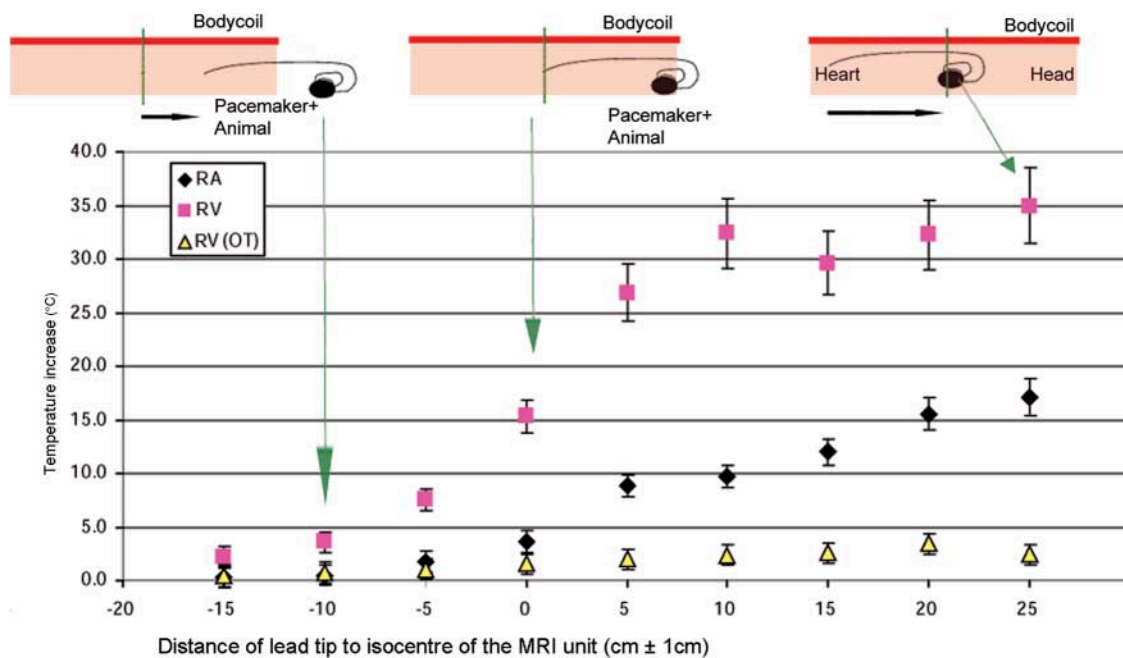 Bodycoil
Bodycoil
Bodycoil
Heart
Head
Pacemaker+
Animal
Pacemaker+
Animal
40.0
35.0
30.0
25.0
20.0
15.0
10.0
5.0
0.0
RA
RV
RV (OT)
Temperature increase (°C)
-20
-15
-10
-5
0
5
10
15
20
25
Distance of lead tip to isocentre of the MRI unit (cm ± 1cm)